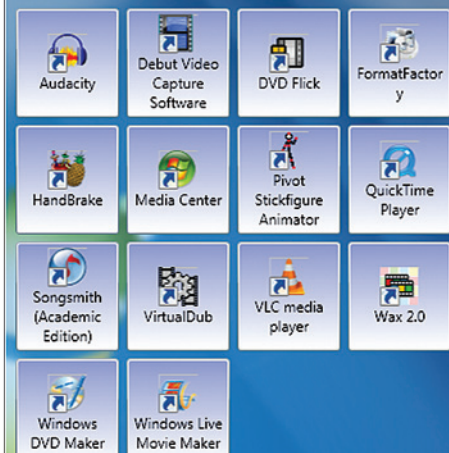 Audacity
Debut Video
Capture
Software
DVD Flick
FormatFactor
y
HandBrake
Media Center
Pivot
Stickfigure
Animator
QuickTime
Player
Songsmith
(Academic
Edition)
VirtualDub
VLC media
player
Wax 2.0
Windows
DVD Maker
Windows Live
Movie Maker